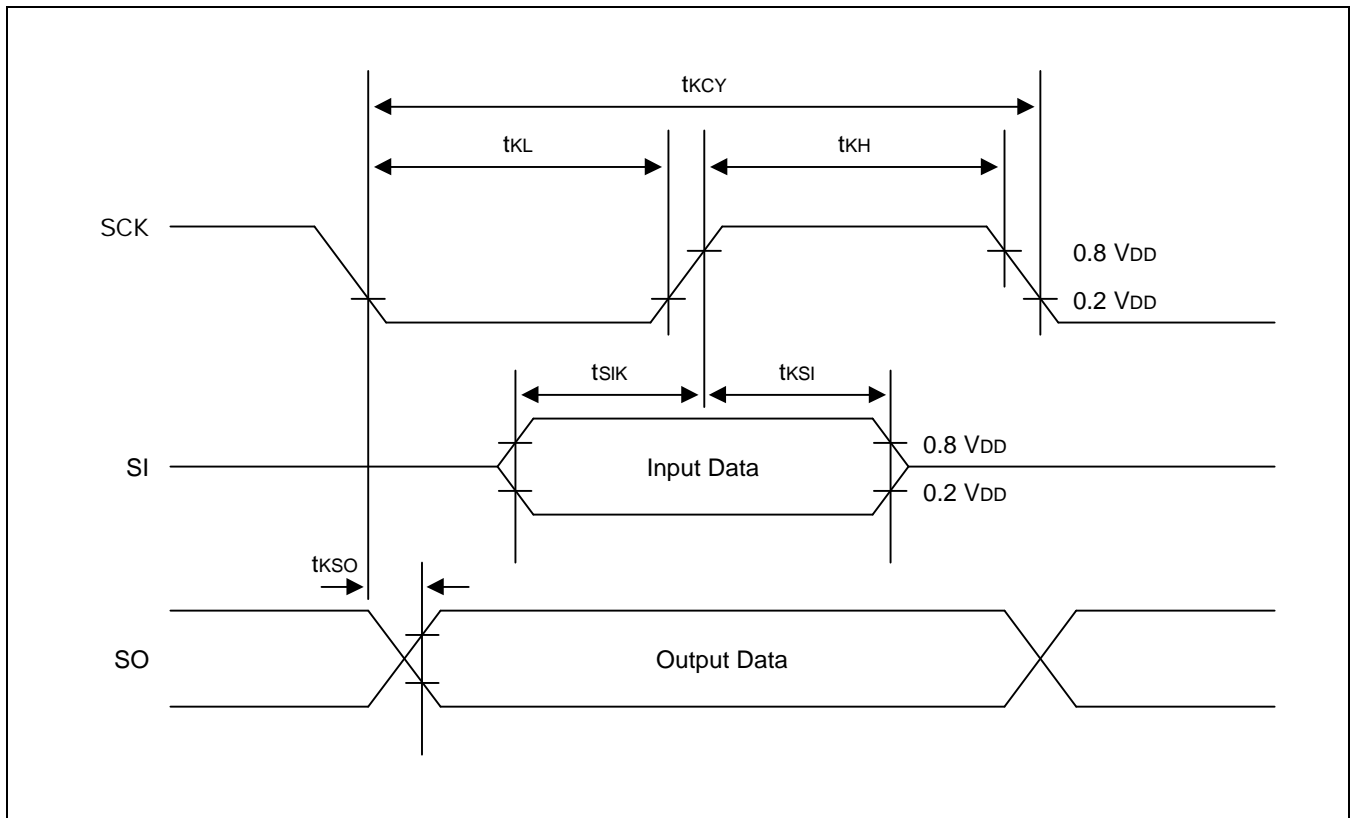 tKCY
tKL
tKH
SCK
0.8 VDD
0.2 VDD
tSIK
tKSI
0.8 VDD
SI
Input Data
0.2 VDD
tKSO
SO
Output Data